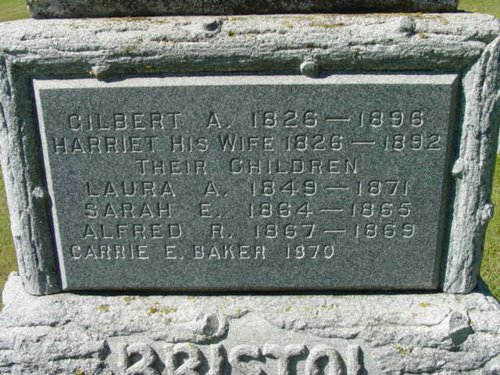 GILBERT A. 1826 — 1896
HARRIET HIS WIFE 1826 — 1892
THEIR CHILDREN
LAURA A. 1849 — 1871
SARAH E. 1864 — 1865
ALFRED R. 1867 — 1869
CARRIE E. BAKER 1870
BRISTOL